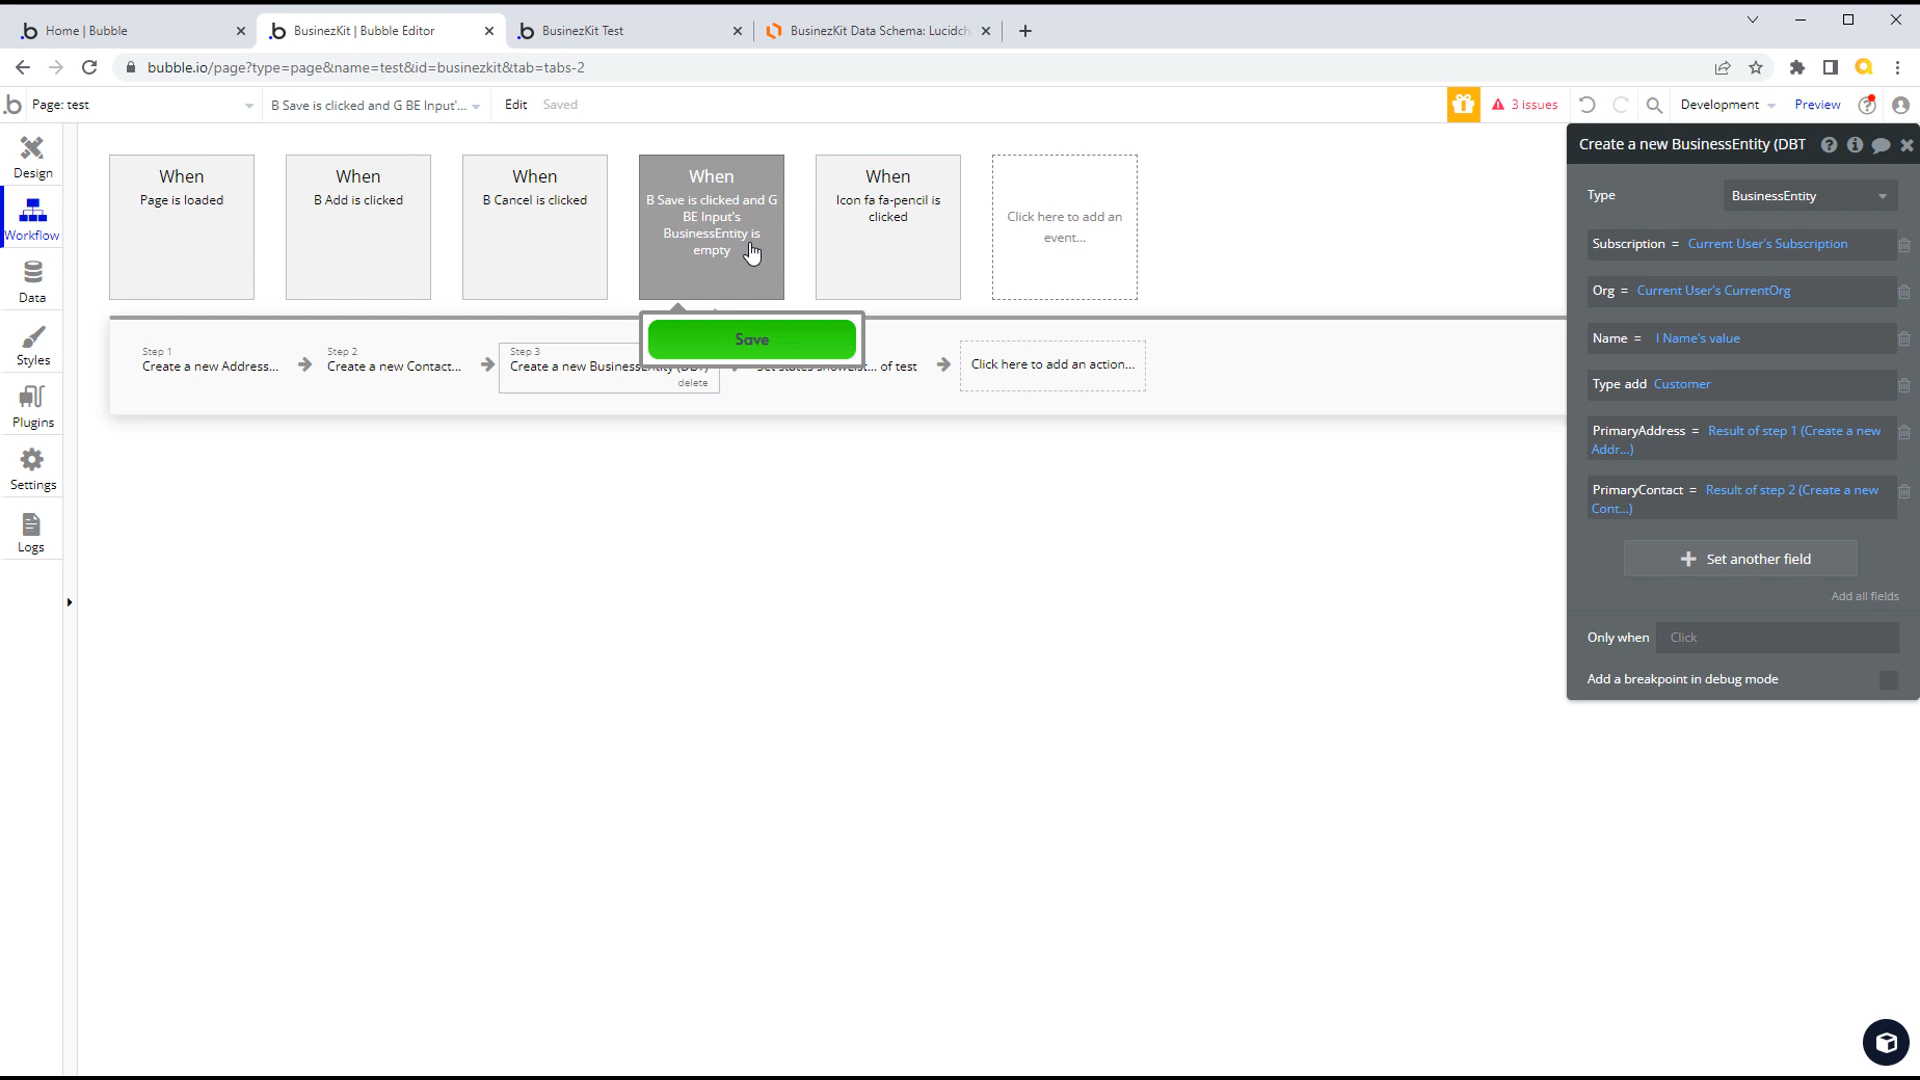 Home | Bubble
BusinezKit | Bubble Editor
BusinezKit Test
BusinezKit Data Schema: Lucidch
bubble.io/page?type=page&name=test&id=businezkit&tab=tabs-2
Page: test
B Save is clicked and G BE Input'...
Edit
Saved
3 issues
Development
Preview
Design
Workflow
Data
Styles
Plugins
Settings
Logs
When
Page is loaded
When
B Add is clicked
When
B Cancel is clicked
When
B Save is clicked and G
BE Input's
BusinessEntity is
empty
When
Icon fa fa-pencil is
clicked
Click here to add an
event...
Save
Step 1
Create a new Address...
Step 2
Create a new Contact...
Step 3
Create a new BusinessEntity (DBT)
delete
of test
Click here to add an action...
Create a new BusinessEntity (DBT
Type
BusinessEntity
Subscription = Current User's Subscription
Org = Current User's CurrentOrg
Name = I Name's value
Type add Customer
PrimaryAddress = Result of step 1 (Create a new
Addr...)
PrimaryContact = Result of step 2 (Create a new
Cont...)
Set another field
Add all fields
Only when
Click
Add a breakpoint in debug mode